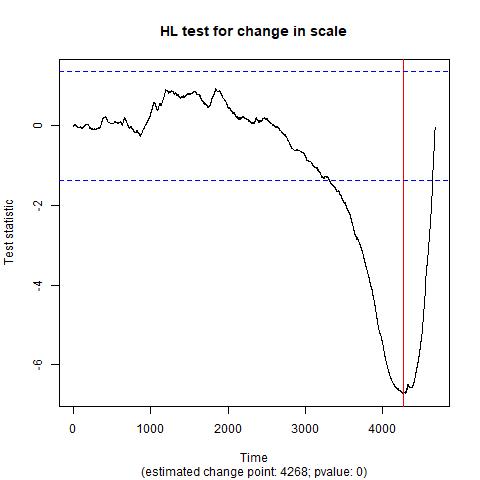 HL test for change in scale
Test statistic
0
-2
-4
-6
0 1000 2000 3000 4000
Time
(estimated change point: 4268; pvalue: 0)